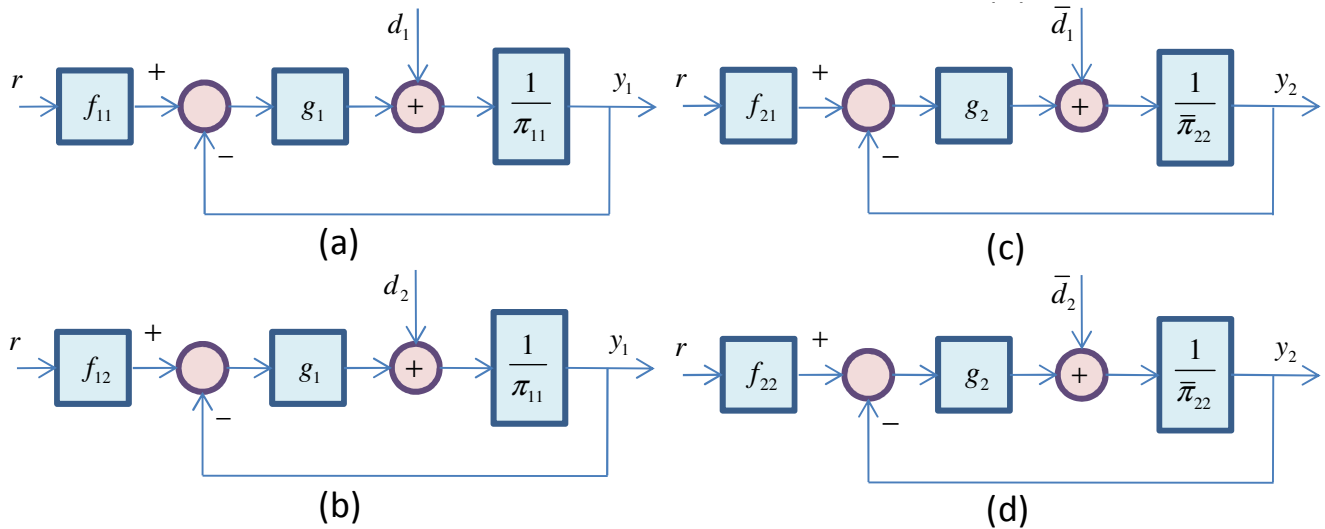 d₁
r
f₁₁
+
g₁
+
1
π₁₁
y₁
−
(a)
d₂
r
f₁₂
+
g₁
+
1
π₁₁
y₁
−
(b)
d̄₁
r
f₂₁
+
g₂
+
1
π̄₂₂
y₂
−
(c)
d̄₂
r
f₂₂
+
g₂
+
1
π̄₂₂
y₂
−
(d)